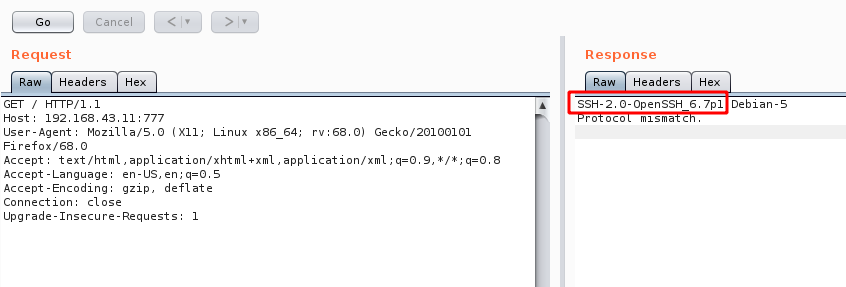 Go
Cancel
<
>
Request
Response
Raw
Headers
Hex
Raw
Headers
Hex
GET / HTTP/1.1
Host: 192.168.43.11:777
User-Agent: Mozilla/5.0 (X11; Linux x86_64; rv:68.0) Gecko/20100101
Firefox/68.0
Accept: text/html,application/xhtml+xml,application/xml;q=0.9,*/*;q=0.8
Accept-Language: en-US,en;q=0.5
Accept-Encoding: gzip, deflate
Connection: close
Upgrade-Insecure-Requests: 1
SSH-2.0-OpenSSH_6.7p1 Debian-5
Protocol mismatch.